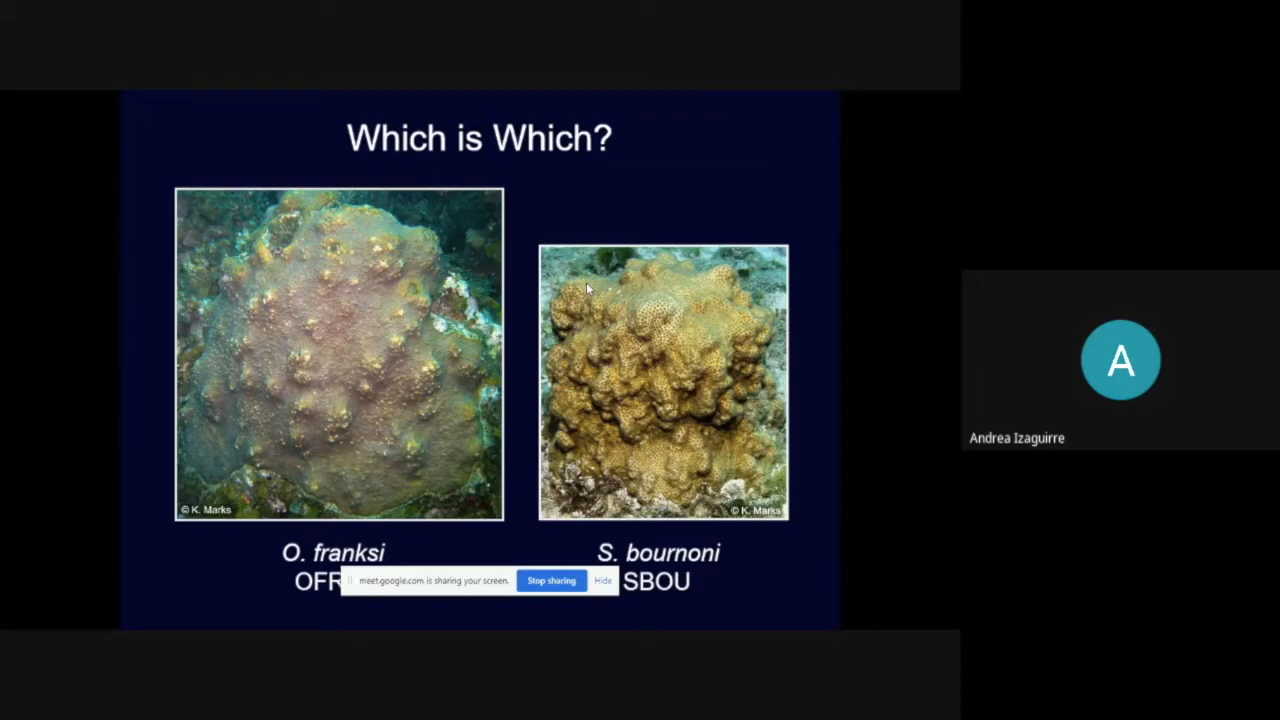 Which is Which?
© K. Marks
© K. Marks
O. franksi
S. bournoni
OFR
meet.google.com is sharing your screen.
Stop sharing
Hide
SBOU
A
Andrea Izaguirre